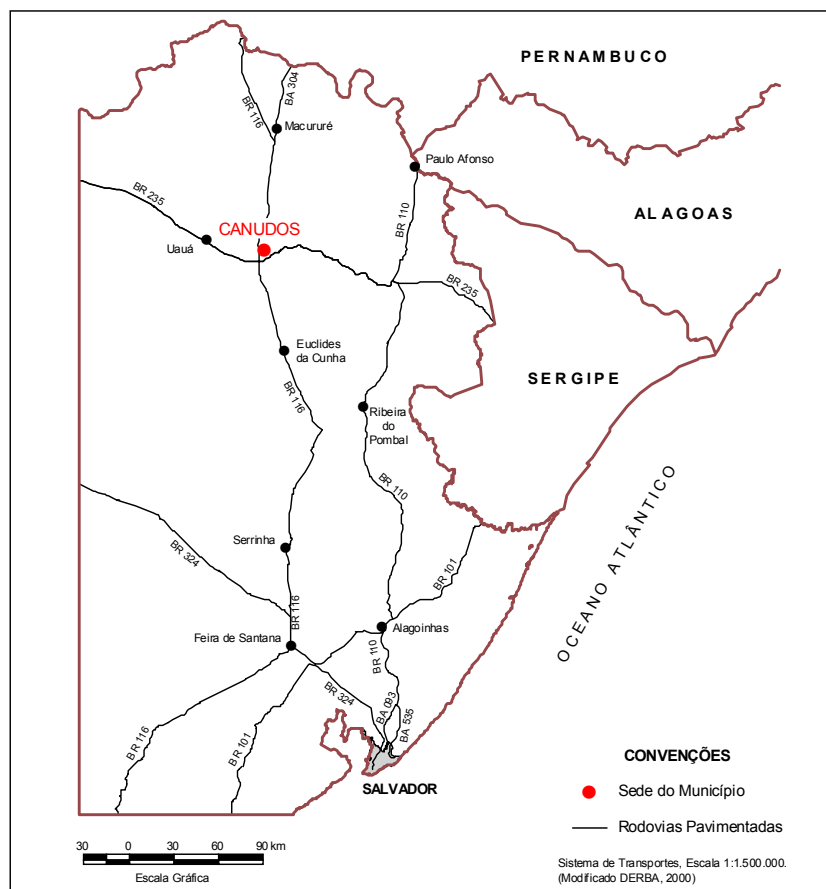 PERNAMBUCO
BA 304
BR 116
Macururé
Paulo Afonso
BR 235
BR 110
ALAGOAS
CANUDOS
Uauá
BR 235
Euclides
da Cunha
SERGIPE
BR 116
Ribeira
do
Pombal
BR 110
OCEANO ATLÂNTICO
BR 324
Serrinha
BR 101
BR 116
Feira de Santana
Alagoinhas
BR 110
BR 324
BA 093
BA 535
BR 116
BR 101
SALVADOR
CONVENÇÕES
Sede do Município
Rodovias Pavimentadas
30 0 30 60 90 km
Escala Gráfica
Sistema de Transportes, Escala 1:1.500.000.
(Modificado DERBA, 2000)